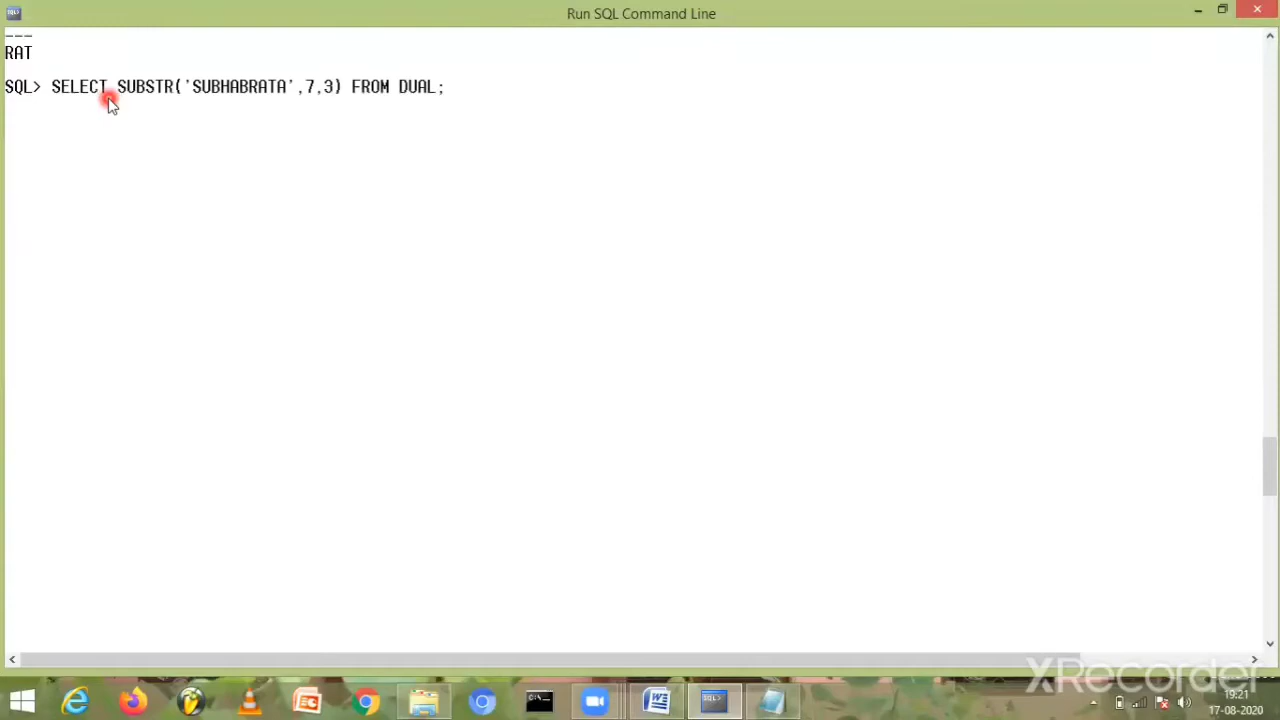 Run SQL Command Line
---
RAT
SQL> SELECT SUBSTR('SUBHABRATA',7,3) FROM DUAL;
XRecorder
19:21
17-08-2020